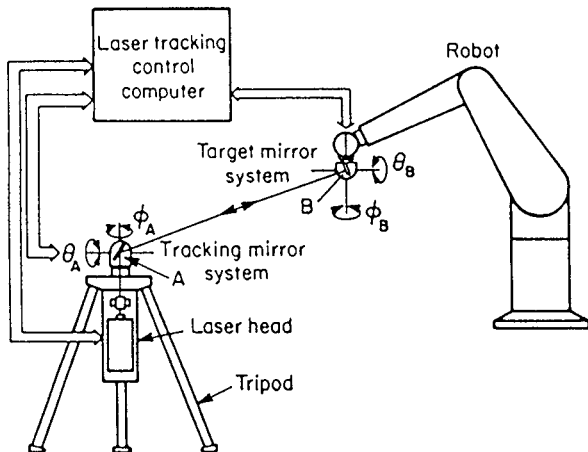 Laser tracking
control
computer
Robot
Target mirror
system
θB
B
ϕB
ϕA
θA
Tracking mirror
system
A
Laser head
Tripod